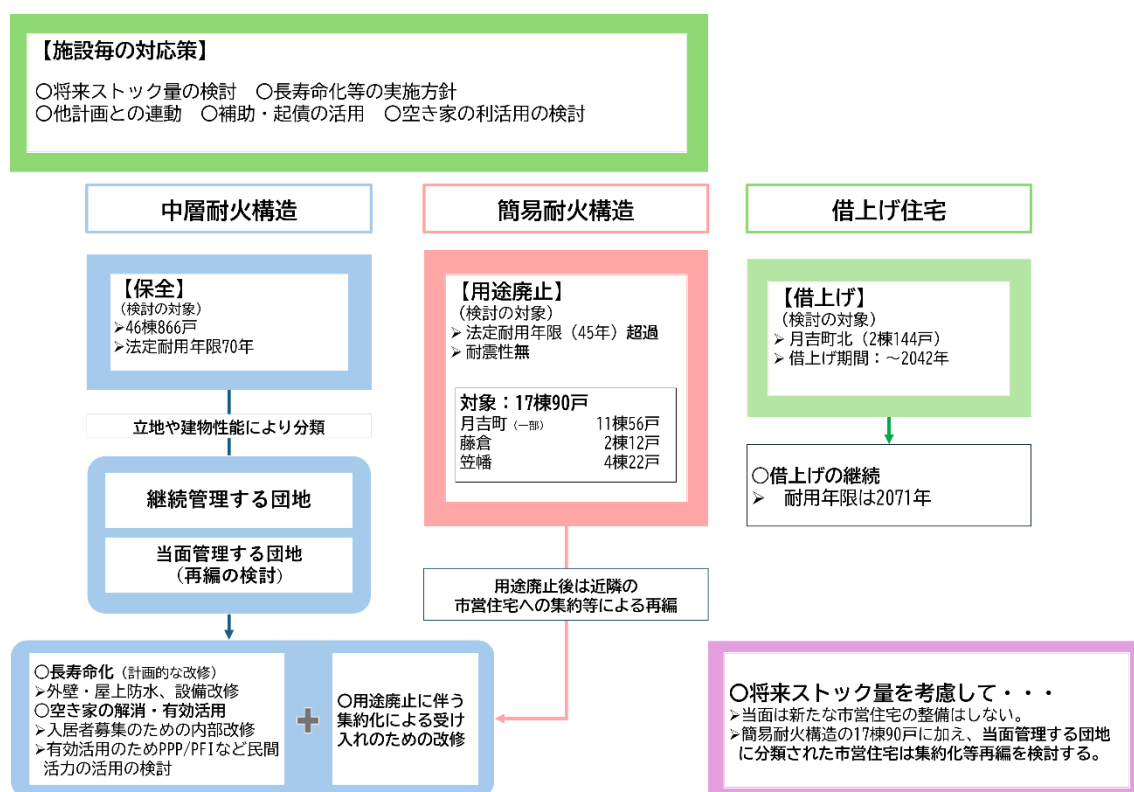 【施設毎の対応策】
○将来ストック量の検討　○長寿命化等の実施方針
○他計画との連動　○補助・起債の活用　○空き家の利活用の検討
中層耐火構造
【保全】
(検討の対象)
➢46棟866戸
➢法定耐用年限70年
立地や建物性能により分類
継続管理する団地
当面管理する団地
(再編の検討)
○長寿命化（計画的な改修）
➢外壁・屋上防水、設備改修
○空き家の解消・有効活用
➢入居者募集のための内部改修
➢有効活用のためPPP/PFIなど民間
活力の活用の検討
+
○用途廃止に伴う
集約化による受け
入れのための改修
簡易耐火構造
【用途廃止】
(検討の対象)
➢ 法定耐用年限（45年）超過
➢ 耐震性無
対象：17棟90戸
月吉町（一部）　11棟56戸
藤倉　2棟12戸
笠幡　4棟22戸
用途廃止後は近隣の
市営住宅への集約等による再編
借上げ住宅
【借上げ】
(検討の対象)
➢ 月吉町北（2棟144戸）
➢ 借上げ期間：～2042年
○借上げの継続
➢ 耐用年限は2071年
○将来ストック量を考慮して・・・
➢当面は新たな市営住宅の整備はしない。
➢簡易耐火構造の17棟90戸に加え、当面管理する団地
に分類された市営住宅は集約化等再編を検討する。